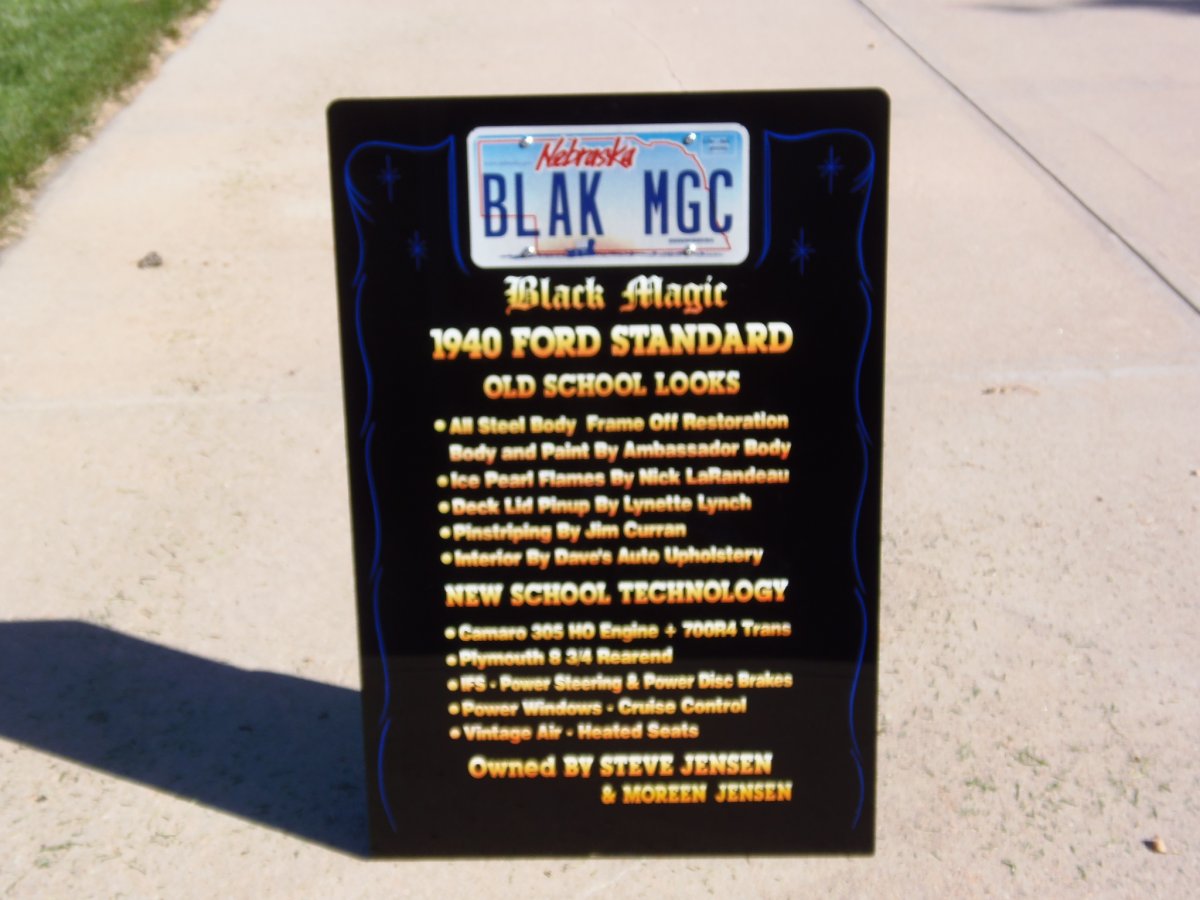 Nebraska
BLAK MGC
Black Magic
1940 FORD STANDARD
OLD SCHOOL LOOKS
• All Steel Body Frame Off Restoration
Body and Paint By Ambassador Body
• Ice Pearl Flames By Nick LaRandeau
• Deck Lid Pinup By Lynette Lynch
• Pinstriping By Jim Curran
• Interior By Dave's Auto Upholstery
NEW SCHOOL TECHNOLOGY
• Camaro 305 HO Engine + 700R4 Trans
• Plymouth 8 3/4 Rearend
• IFS - Power Steering & Power Disc Brakes
• Power Windows - Cruise Control
• Vintage Air - Heated Seats
Owned BY STEVE JENSEN
& MOREEN JENSEN